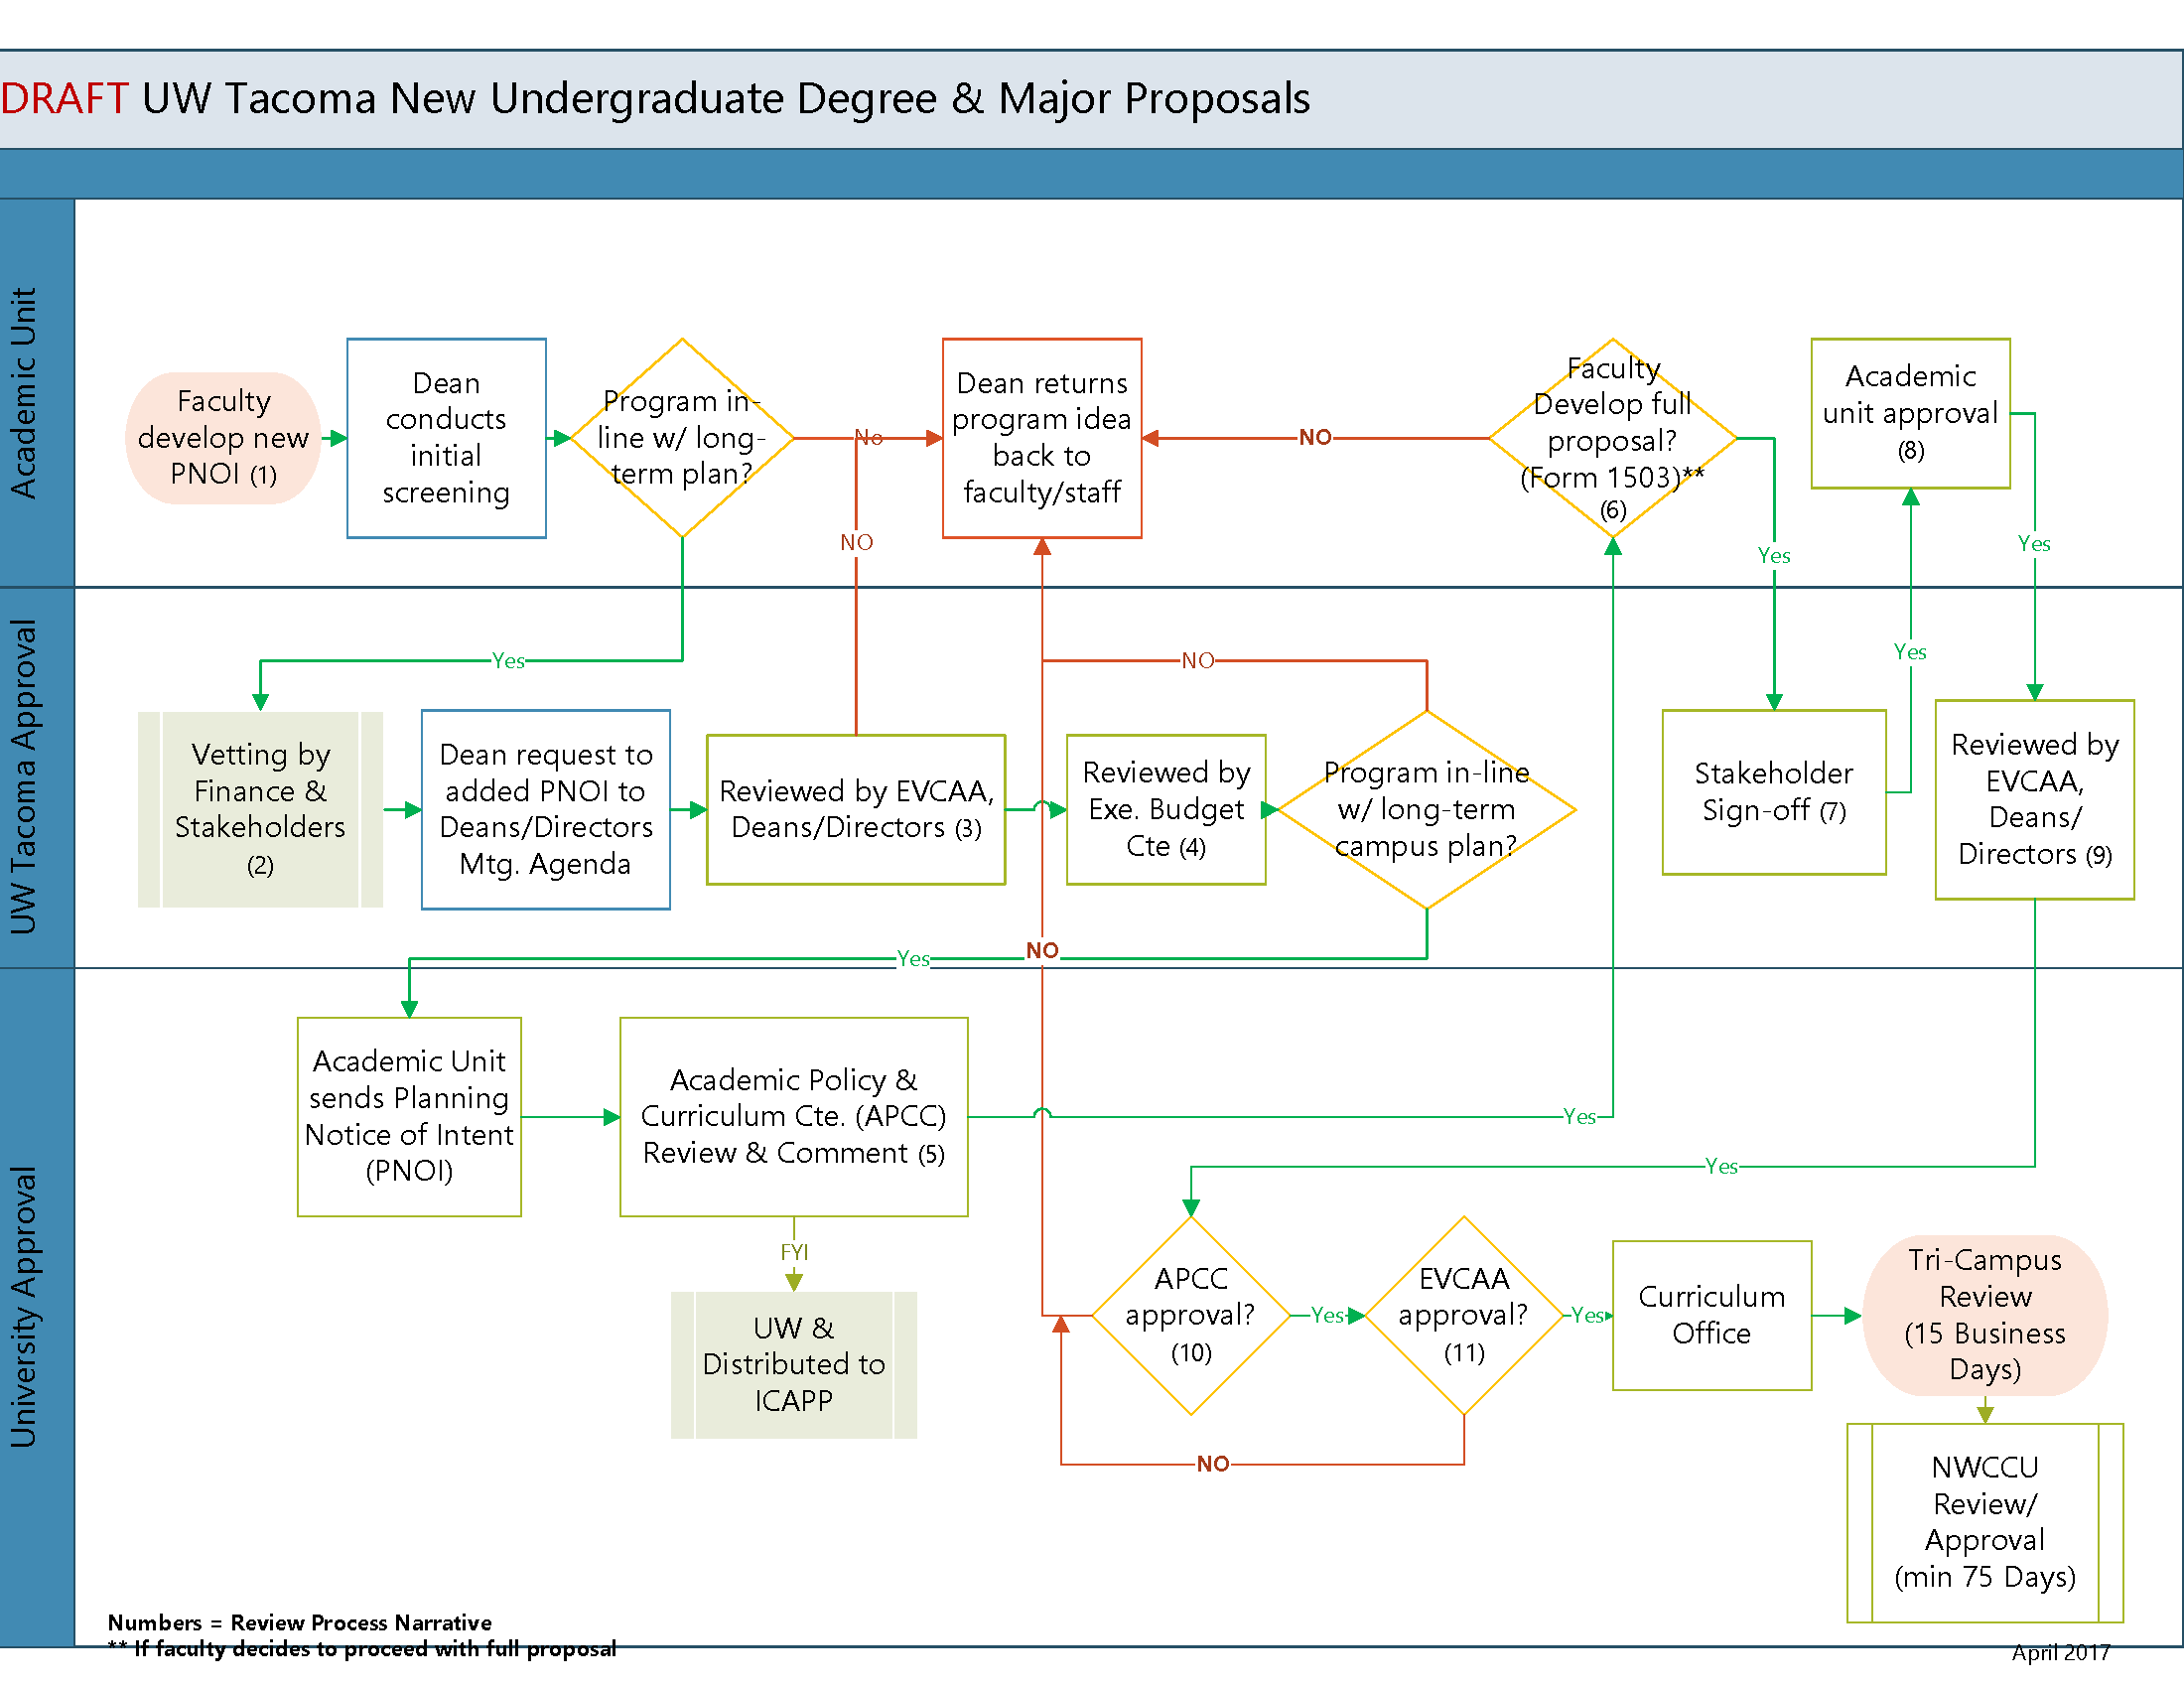 DRAFT UW Tacoma New Undergraduate Degree & Major Proposals
Academic Unit
Faculty
develop new
PNOI (1)
Dean
conducts
initial
screening
Program in-
line w/ long-
term plan?
No
Dean returns
program idea
back to
faculty/staff
NO
Faculty
Develop full
proposal?
(Form 1503)**
(6)
Academic
unit approval
(8)
NO
Yes
Yes
UW Tacoma Approval
Yes
NO
Yes
Vetting by
Finance &
Stakeholders
(2)
Dean request to
added PNOI to
Deans/Directors
Mtg. Agenda
Reviewed by EVCAA,
Deans/Directors (3)
Reviewed by
Exe. Budget
Cte (4)
Program in-line
w/ long-term
campus plan?
Stakeholder
Sign-off (7)
Reviewed by
EVCAA,
Deans/
Directors (9)
Yes
NO
University Approval
Academic Unit
sends Planning
Notice of Intent
(PNOI)
Academic Policy &
Curriculum Cte. (APCC)
Review & Comment (5)
Yes
Yes
FYI
UW &
Distributed to
ICAPP
APCC
approval?
(10)
Yes
EVCAA
approval?
(11)
Yes
Curriculum
Office
Tri-Campus
Review
(15 Business
Days)
NO
NWCCU
Review/
Approval
(min 75 Days)
Numbers = Review Process Narrative
** If faculty decides to proceed with full proposal
April 2017